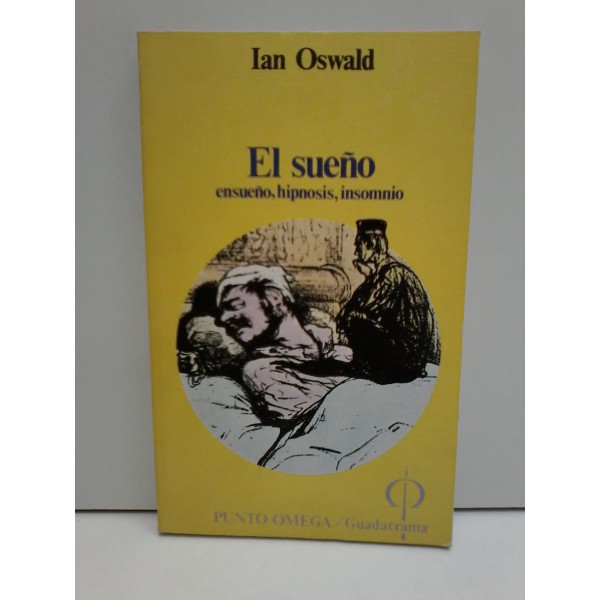 Ian Oswald
El sueño
ensueño, hipnosis, insomnio
PUNTO OMEGA / Guadarrama